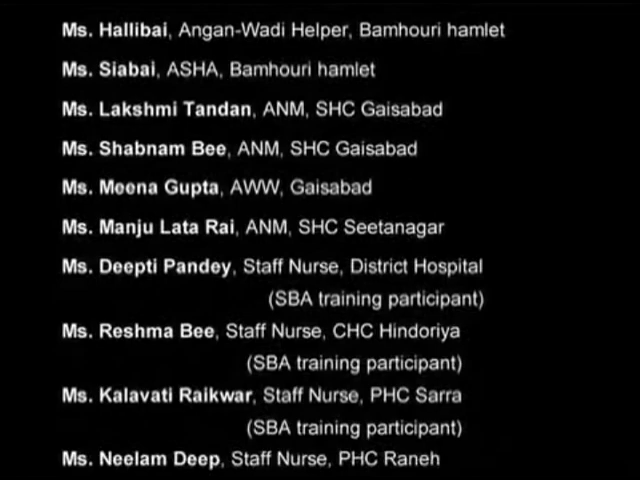 Ms. Hallibai, Angan-Wadi Helper, Bamhouri hamlet
Ms. Siabai, ASHA, Bamhouri hamlet
Ms. Lakshmi Tandan, ANM, SHC Gaisabad
Ms. Shabnam Bee, ANM, SHC Gaisabad
Ms. Meena Gupta, AWW, Gaisabad
Ms. Manju Lata Rai, ANM, SHC Seetanagar
Ms. Deepti Pandey, Staff Nurse, District Hospital
(SBA training participant)
Ms. Reshma Bee, Staff Nurse, CHC Hindoriya
(SBA training participant)
Ms. Kalavati Raikwar, Staff Nurse, PHC Sarra
(SBA training participant)
Ms. Neelam Deep, Staff Nurse, PHC Raneh